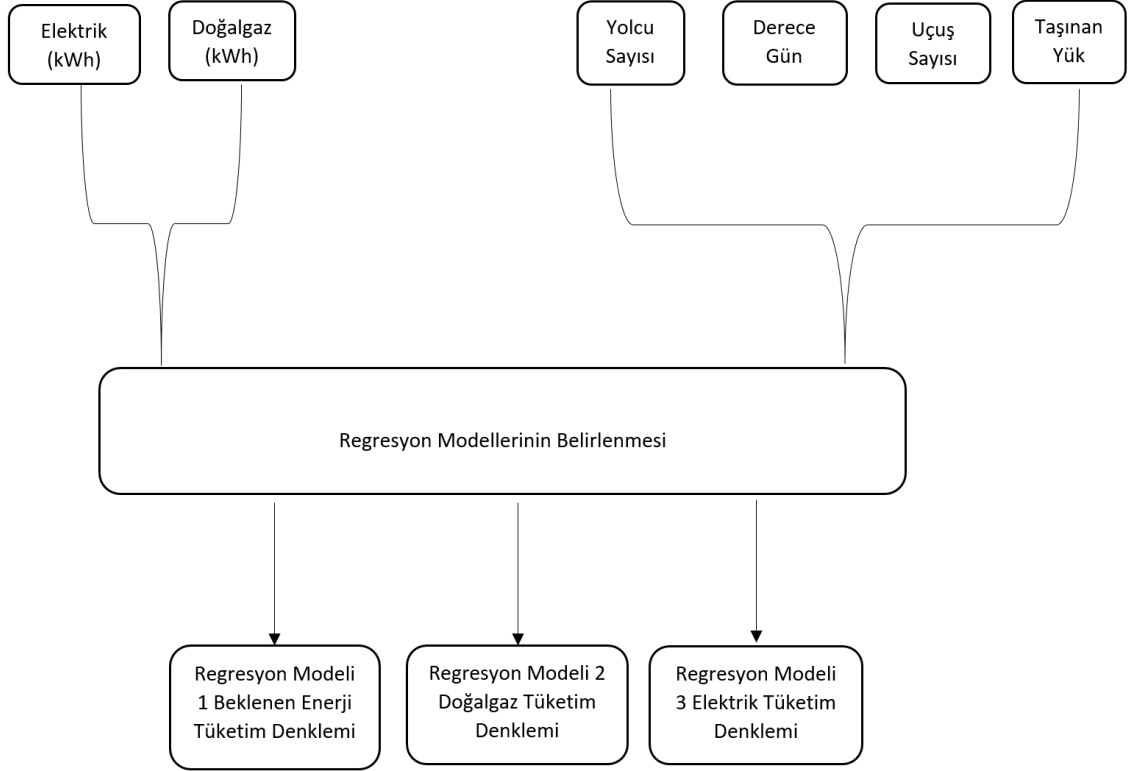 Elektrik
(kWh)
Doğalgaz
(kWh)
Yolcu
Sayısı
Derece
Gün
Uçuş
Sayısı
Taşınan
Yük
Regresyon Modellerinin Belirlenmesi
Regresyon Modeli
1 Beklenen Enerji
Tüketim Denklemi
Regresyon Modeli 2
Doğalgaz Tüketim
Denklemi
Regresyon Modeli
3 Elektrik Tüketim
Denklemi